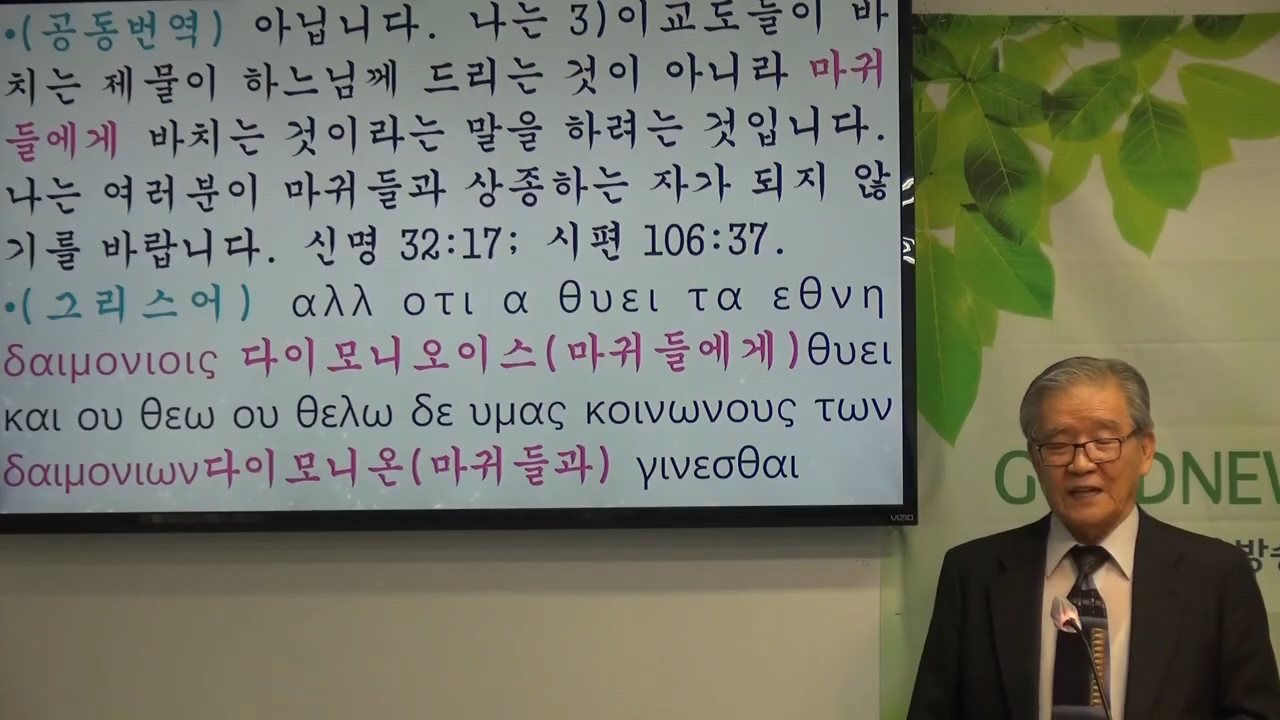 •(공동번역) 아닙니다. 나는 3)이교도들이 바
치는 제물이 하느님께 드리는 것이 아니라 마귀
들에게 바치는 것이라는 말을 하려는 것입니다.
나는 여러분이 마귀들과 상종하는 자가 되지 않
기를 바랍니다. 신명 32:17; 시편 106:37.
•(그리스어) αλλ οτι α θυει τα εθνη
δαιμονιοις 다이모니오이스(마귀들에게)θυει
και ου θεω ου θελω δε υμας κοινωνους των
δαιμονιων다이모니온(마귀들과) γινεσθαι
VIZIO